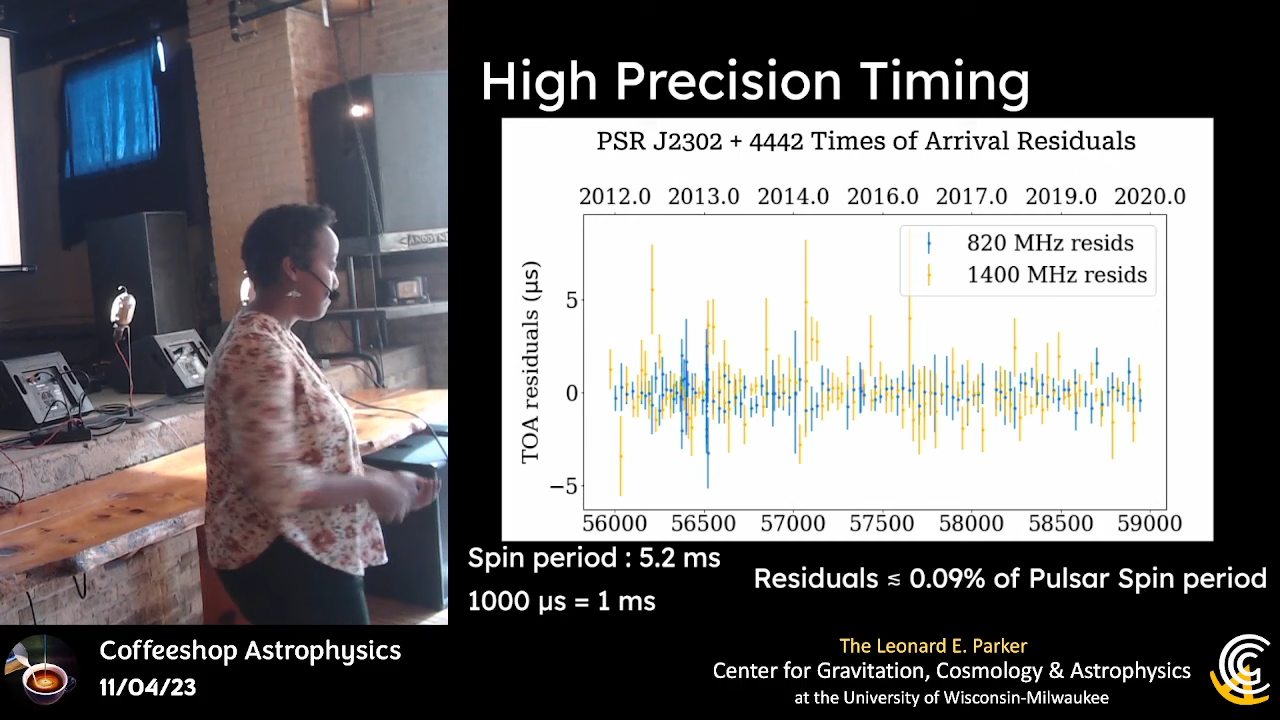 High Precision Timing
PSR J2302 + 4442 Times of Arrival Residuals
2012.0 2013.0 2014.0 2016.0 2017.0 2019.0 2020.0
820 MHz resids
1400 MHz resids
TOA residuals (μs)
5
0
−5
56000 56500 57000 57500 58000 58500 59000
Spin period : 5.2 ms
1000 μs = 1 ms
Residuals ≲ 0.09% of Pulsar Spin period
Coffeeshop Astrophysics
11/04/23
The Leonard E. Parker
Center for Gravitation, Cosmology & Astrophysics
at the University of Wisconsin-Milwaukee